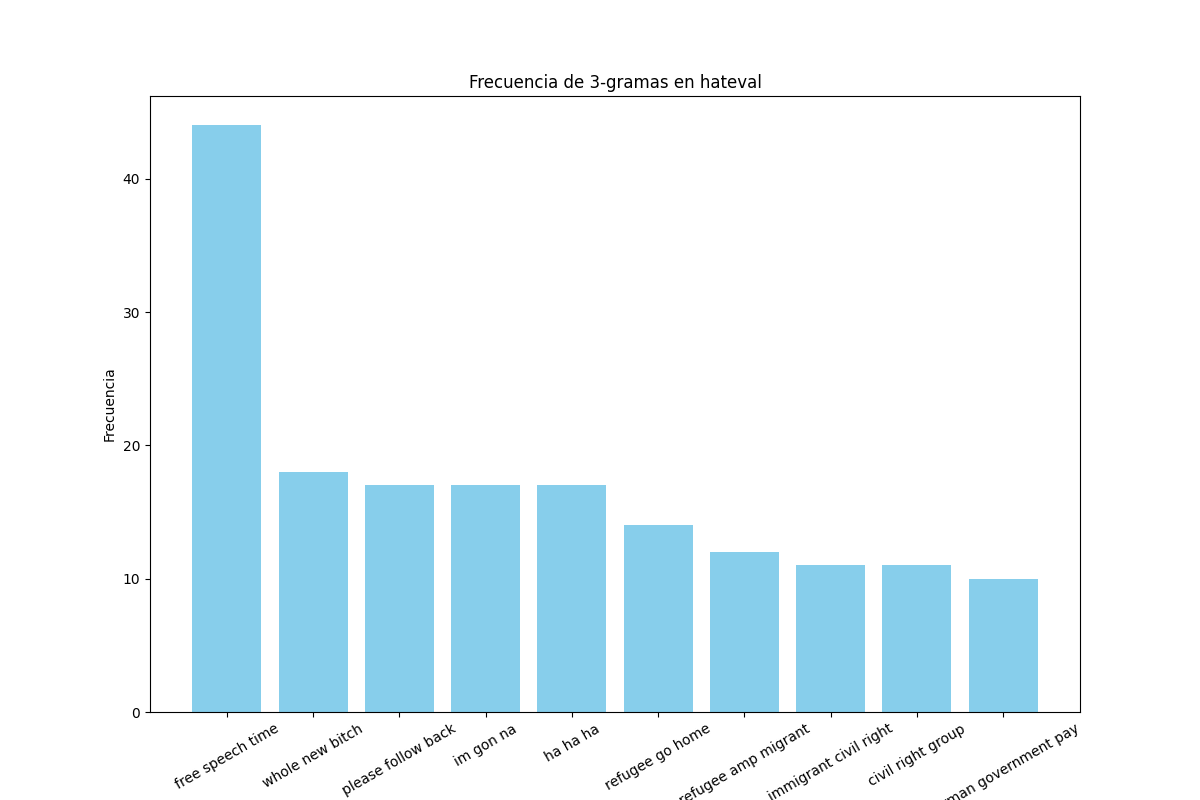 Frecuencia de 3-gramas en hateval
Frecuencia
40
30
20
10
0
free speech time
whole new bitch
please follow back
im gon na
ha ha ha
refugee go home
refugee amp migrant
immigrant civil right
civil right group
government pay